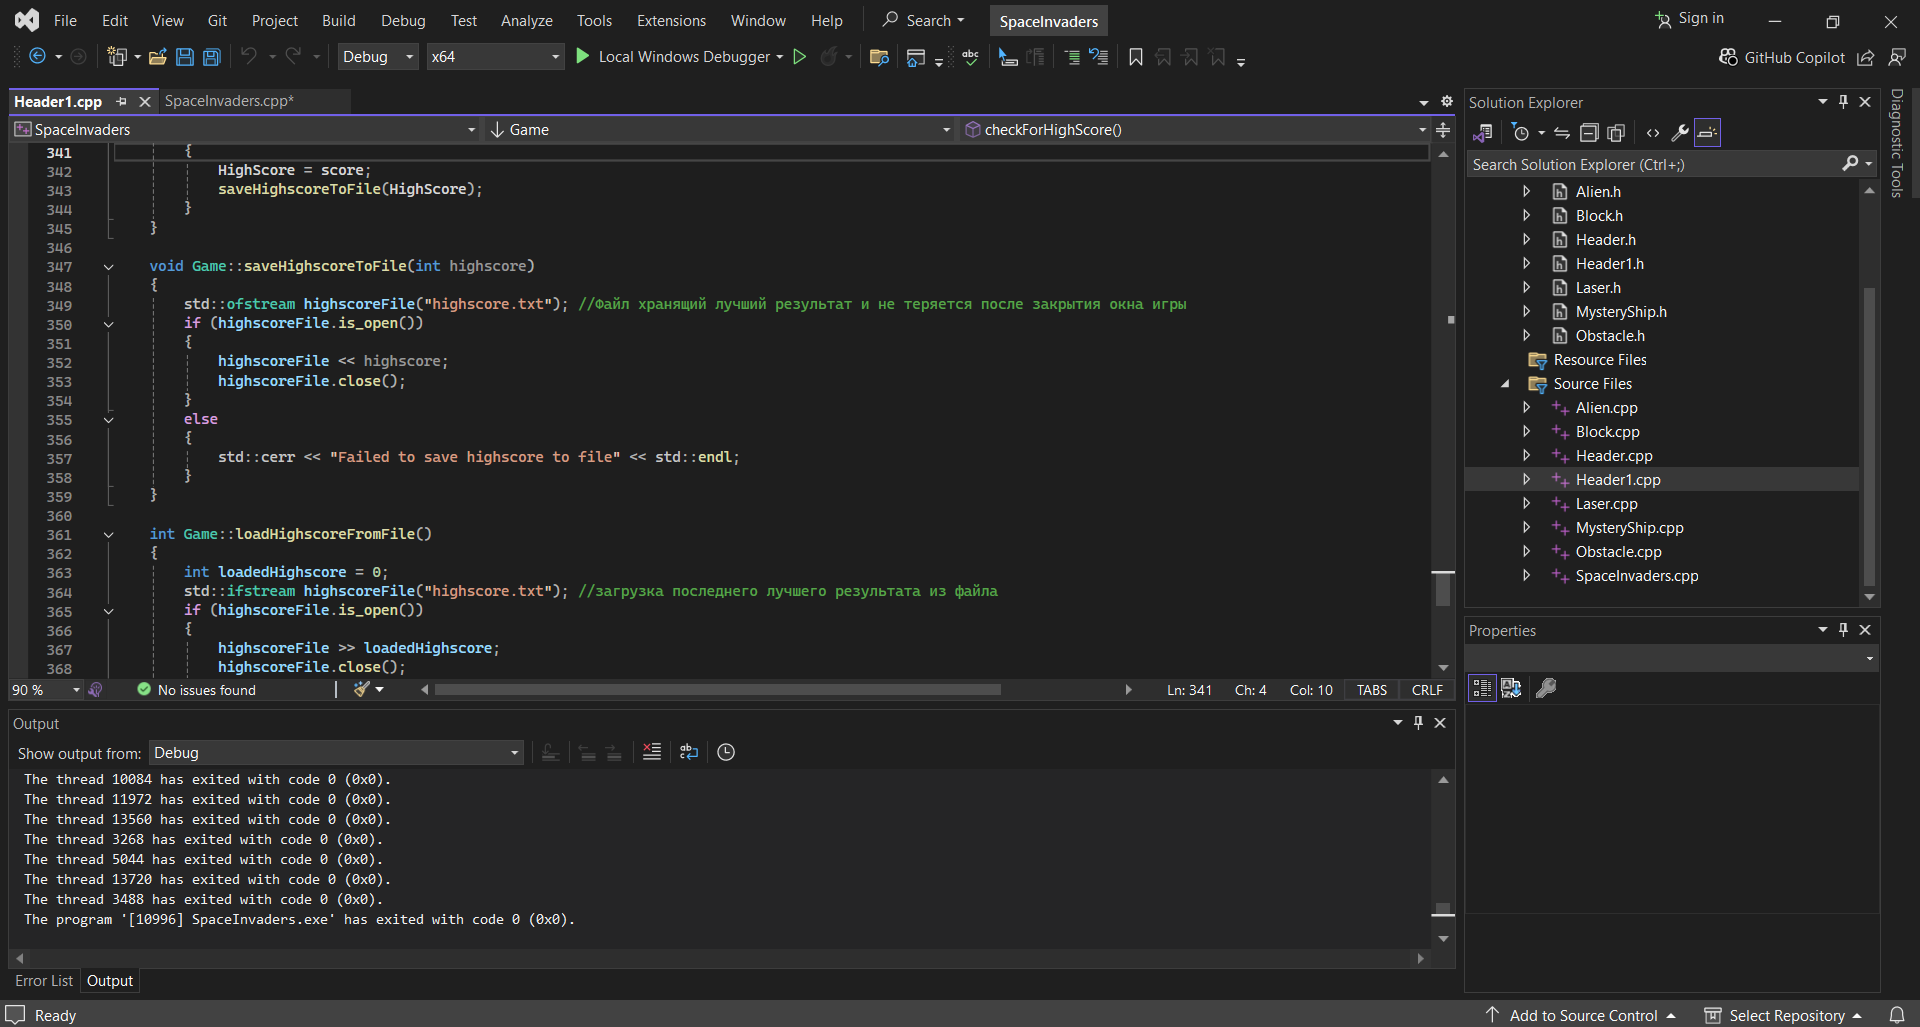 File Edit View Git Project Build Debug Test Analyze Tools Extensions Window Help Search SpaceInvaders Sign in
Debug x64 Local Windows Debugger GitHub Copilot
Header1.cpp SpaceInvaders.cpp*
SpaceInvaders Game checkForHighScore()
341 {
342 HighScore = score;
343 saveHighscoreToFile(HighScore);
344 }
345 }
346
347 void Game::saveHighscoreToFile(int highscore)
348 {
349 std::ofstream highscoreFile("highscore.txt"); //Файл хранящий лучший результат и не теряется после закрытия окна игры
350 if (highscoreFile.is_open())
351 {
352 highscoreFile << highscore;
353 highscoreFile.close();
354 }
355 else
356 {
357 std::cerr << "Failed to save highscore to file" << std::endl;
358 }
359 }
360
361 int Game::loadHighscoreFromFile()
362 {
363 int loadedHighscore = 0;
364 std::ifstream highscoreFile("highscore.txt"); //загрузка последнего лучшего результата из файла
365 if (highscoreFile.is_open())
366 {
367 highscoreFile >> loadedHighscore;
368 highscoreFile.close();
90 % No issues found Ln: 341 Ch: 4 Col: 10 TABS CRLF
Output
Show output from: Debug
The thread 10084 has exited with code 0 (0x0).
The thread 11972 has exited with code 0 (0x0).
The thread 13560 has exited with code 0 (0x0).
The thread 3268 has exited with code 0 (0x0).
The thread 5044 has exited with code 0 (0x0).
The thread 13720 has exited with code 0 (0x0).
The thread 3488 has exited with code 0 (0x0).
The program '[10996] SpaceInvaders.exe' has exited with code 0 (0x0).
Error List Output
Solution Explorer
Search Solution Explorer (Ctrl+;)
Alien.h
Block.h
Header.h
Header1.h
Laser.h
MysteryShip.h
Obstacle.h
Resource Files
Source Files
Alien.cpp
Block.cpp
Header.cpp
Header1.cpp
Laser.cpp
MysteryShip.cpp
Obstacle.cpp
SpaceInvaders.cpp
Properties
Diagnostic Tools
Ready Add to Source Control Select Repository